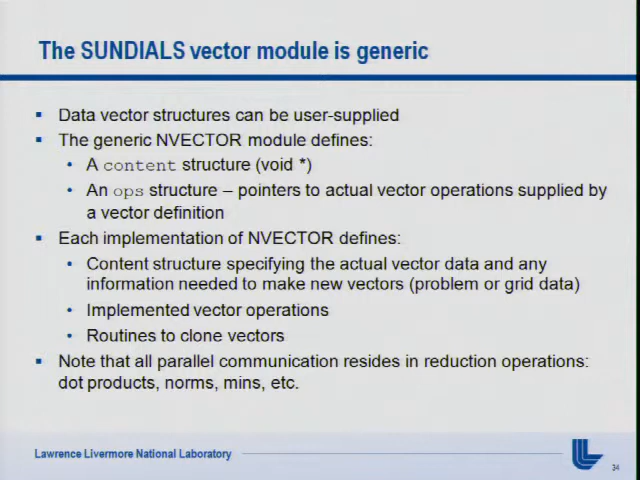 The SUNDIALS vector module is generic
▪ Data vector structures can be user-supplied
▪ The generic NVECTOR module defines:
• A content structure (void *)
• An ops structure – pointers to actual vector operations supplied by
a vector definition
▪ Each implementation of NVECTOR defines:
• Content structure specifying the actual vector data and any
information needed to make new vectors (problem or grid data)
• Implemented vector operations
• Routines to clone vectors
▪ Note that all parallel communication resides in reduction operations:
dot products, norms, mins, etc.
Lawrence Livermore National Laboratory
34